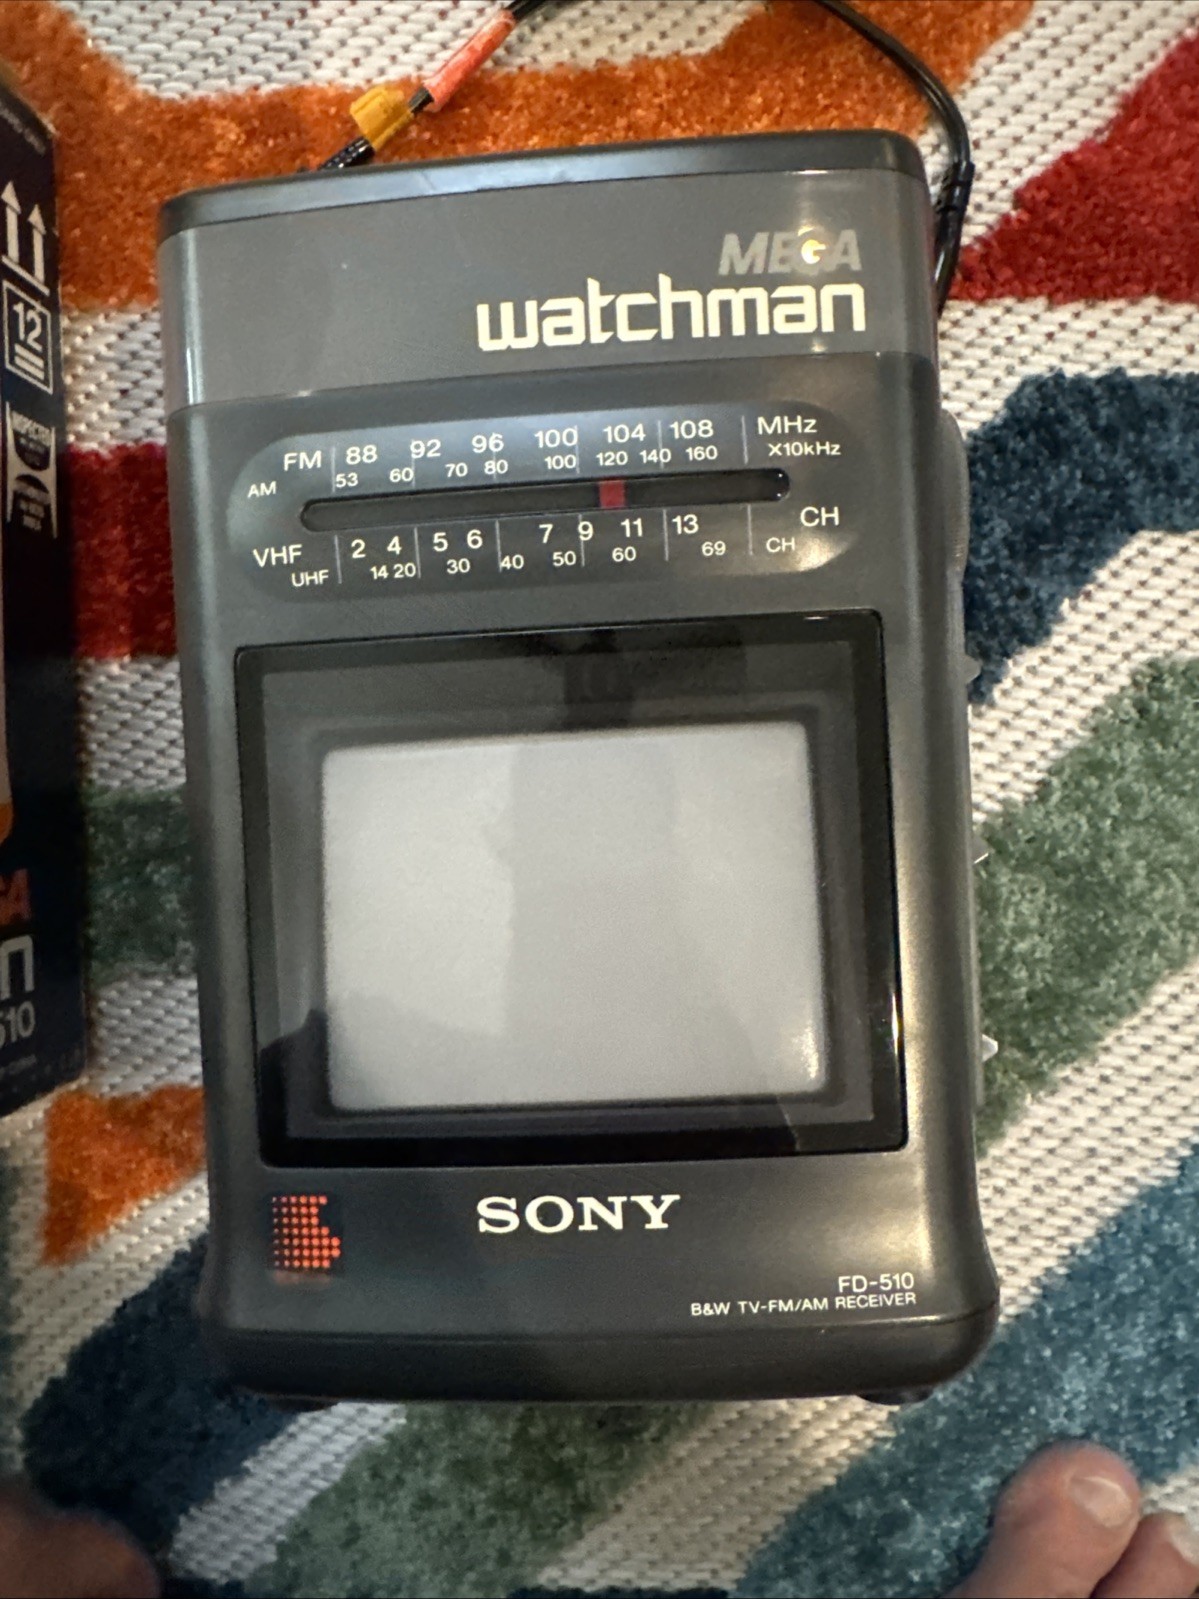 MEGA
watchman
FM 88 92 96 100 104 108 MHz
AM 53 60 70 80 100 120 140 160 X10kHz
VHF 2 4 5 6 7 9 11 13 CH
UHF 14 20 30 40 50 60 69 CH
SONY
FD-510
B&W TV-FM/AM RECEIVER
12
INSPECTED
510